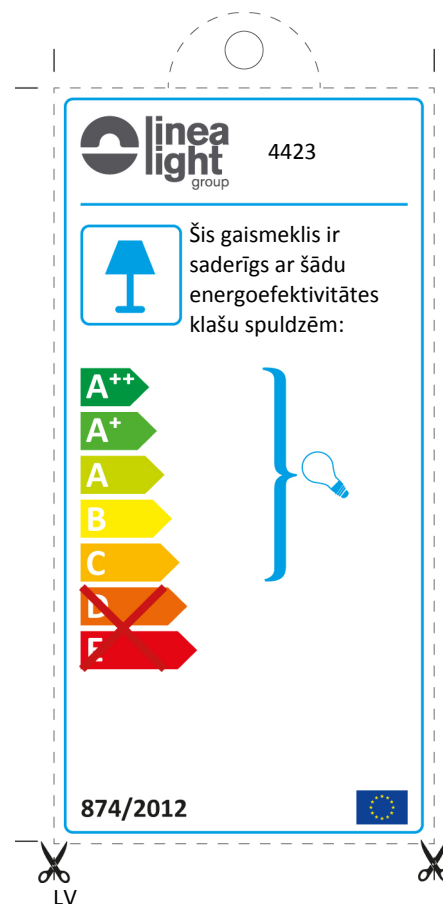 linea
light
group
4423
Šis gaismeklis ir
saderīgs ar šādu
energoefektivitātes
klašu spuldzēm:
A++
A+
A
B
C
D
E
874/2012
LV